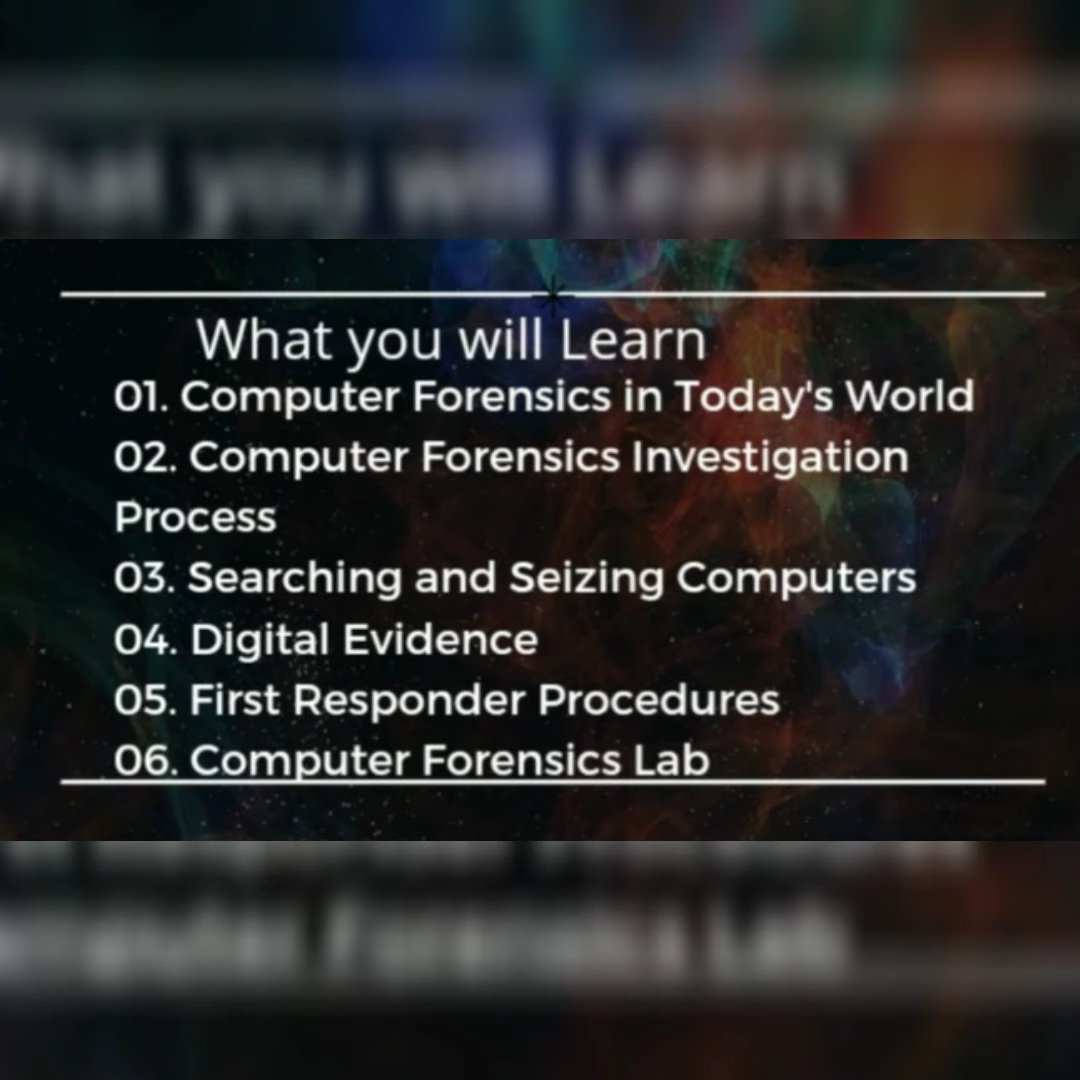 What you will Learn
01. Computer Forensics in Today's World
02. Computer Forensics Investigation
Process
03. Searching and Seizing Computers
04. Digital Evidence
05. First Responder Procedures
06. Computer Forensics Lab